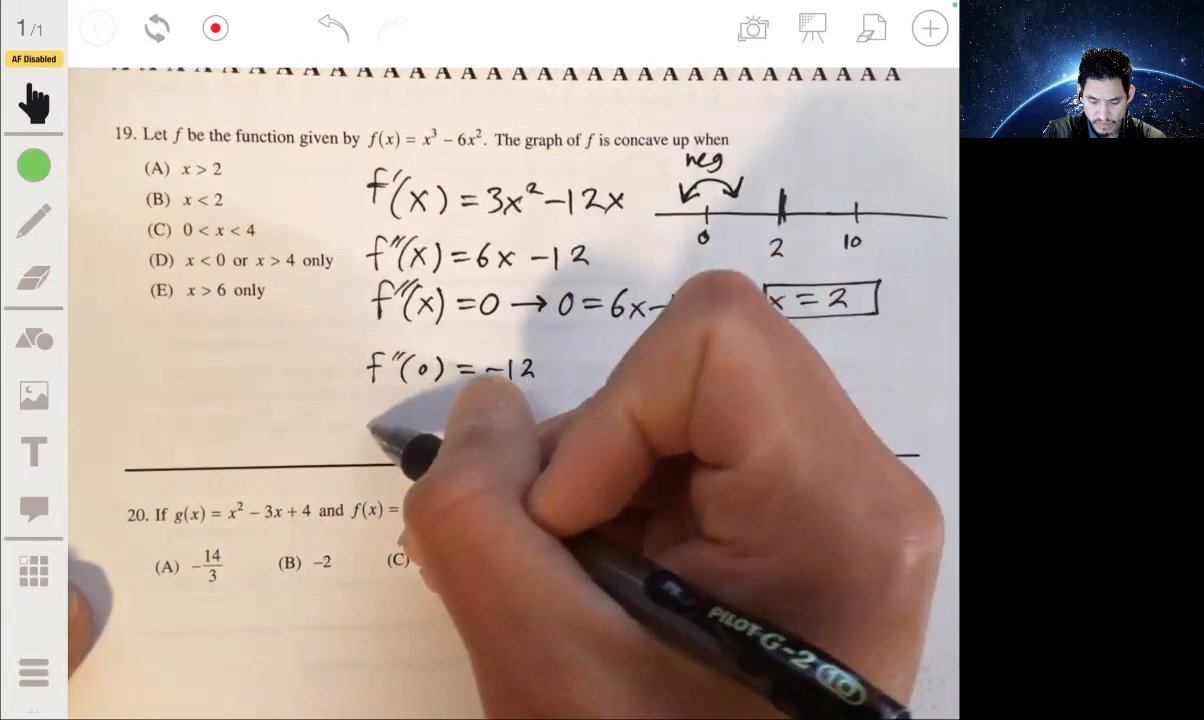 1/1
AF Disabled
A A A A A A A A A A A A A A A A A A A A A A A A A A A A
19. Let f be the function given by f(x) = x³ − 6x². The graph of f is concave up when
(A) x > 2
(B) x < 2
(C) 0 < x < 4
(D) x < 0 or x > 4 only
(E) x > 6 only
neg
f'(x) = 3x² − 12x
0 2 10
f''(x) = 6x − 12
f''(x) = 0 → 0 = 6x − x = 2
f''(0) = −12
20. If g(x) = x² − 3x + 4 and f(x) =
(A) −14/3 (B) −2 (C)
PILOT G-2 10
T